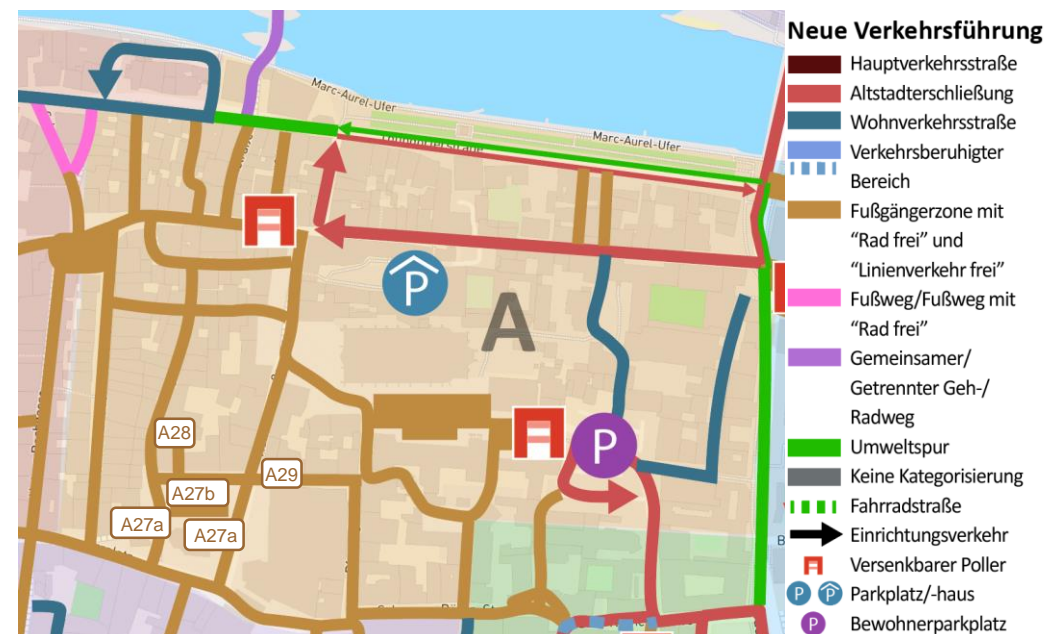 Marc-Aurel-Ufer
Marc-Aurel-Ufer
P
A
P
A28
A29
A27b
A27a
A27a
Neue Verkehrsführung
Hauptverkehrsstraße
Altstadterschließung
Wohnverkehrsstraße
Verkehrsberuhigter
Bereich
Fußgängerzone mit
“Rad frei” und
“Linienverkehr frei”
Fußweg/Fußweg mit
“Rad frei”
Gemeinsamer/
Getrennter Geh-/
Radweg
Umweltspur
Keine Kategorisierung
Fahrradstraße
Einrichtungsverkehr
Versenkbarer Poller
P P Parkplatz/-haus
P Bewohnerparkplatz